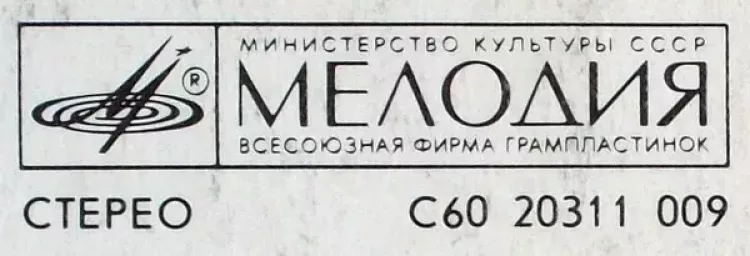 ®
МИНИСТЕРСТВО КУЛЬТУРЫ СССР
МЕЛОДИЯ
ВСЕСОЮЗНАЯ ФИРМА ГРАМПЛАСТИНОК
СТЕРЕО С60 20311 009